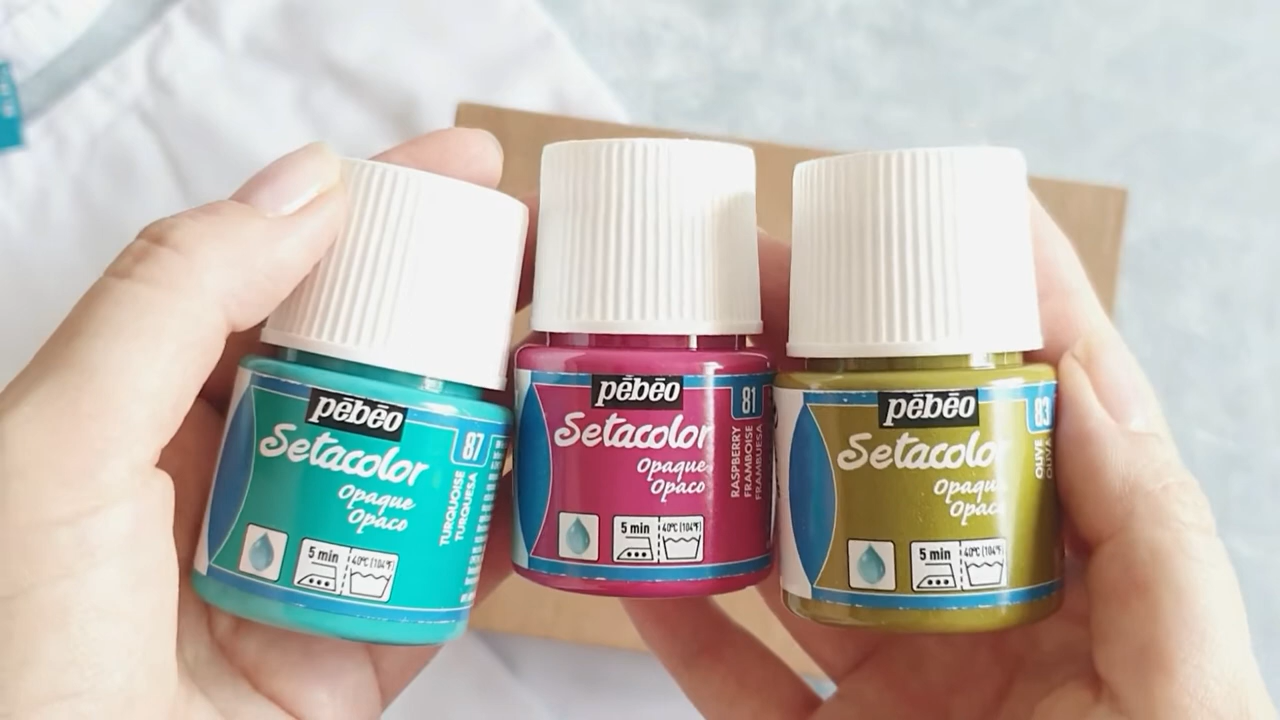 pēbēo
Setacolor
87
Opaque
Opaco
TURQUOISE
TURQUESA
5 min
40°C (104°F)
pēbēo
Setacolor
81
Opaque
Opaco
RASPBERRY
FRAMBOISE
FRAMBUESA
5 min
40°C (104°F)
pēbēo
Setacolor
83
Opaque
Opaco
OLIVE
OLIVA
5 min
40°C (104°F)